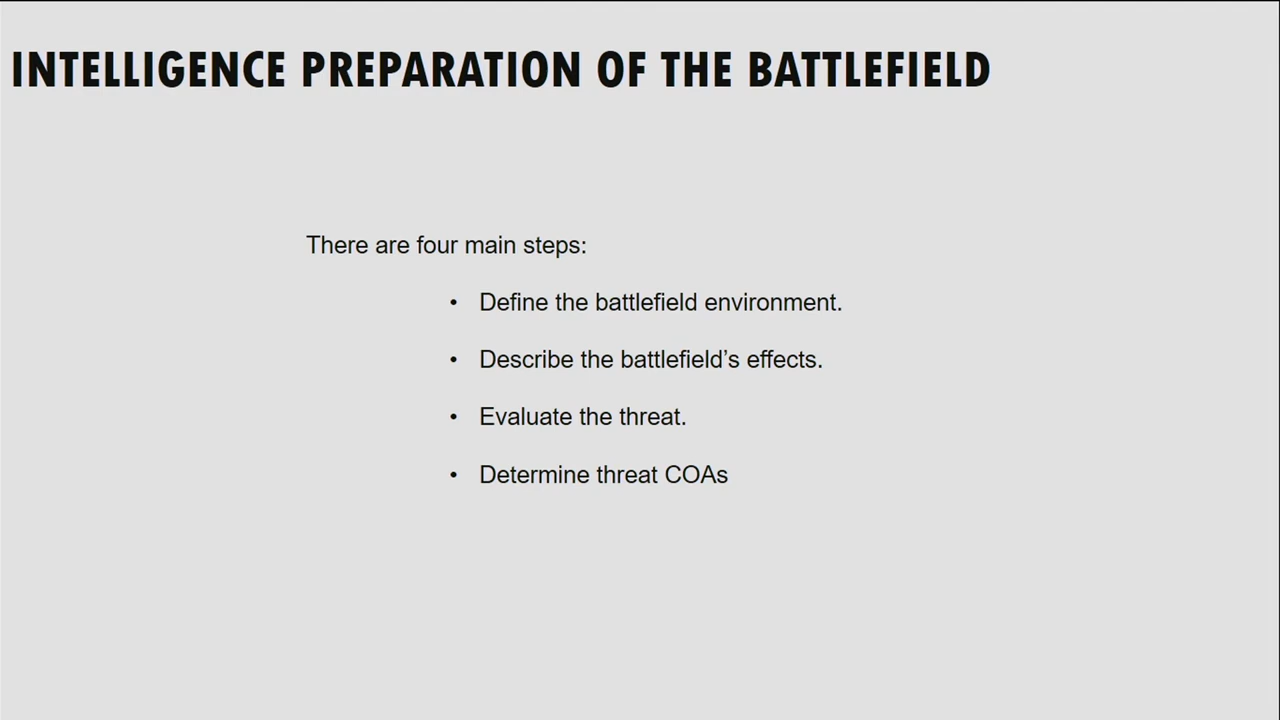 INTELLIGENCE PREPARATION OF THE BATTLEFIELD
There are four main steps:
• Define the battlefield environment.
• Describe the battlefield’s effects.
• Evaluate the threat.
• Determine threat COAs